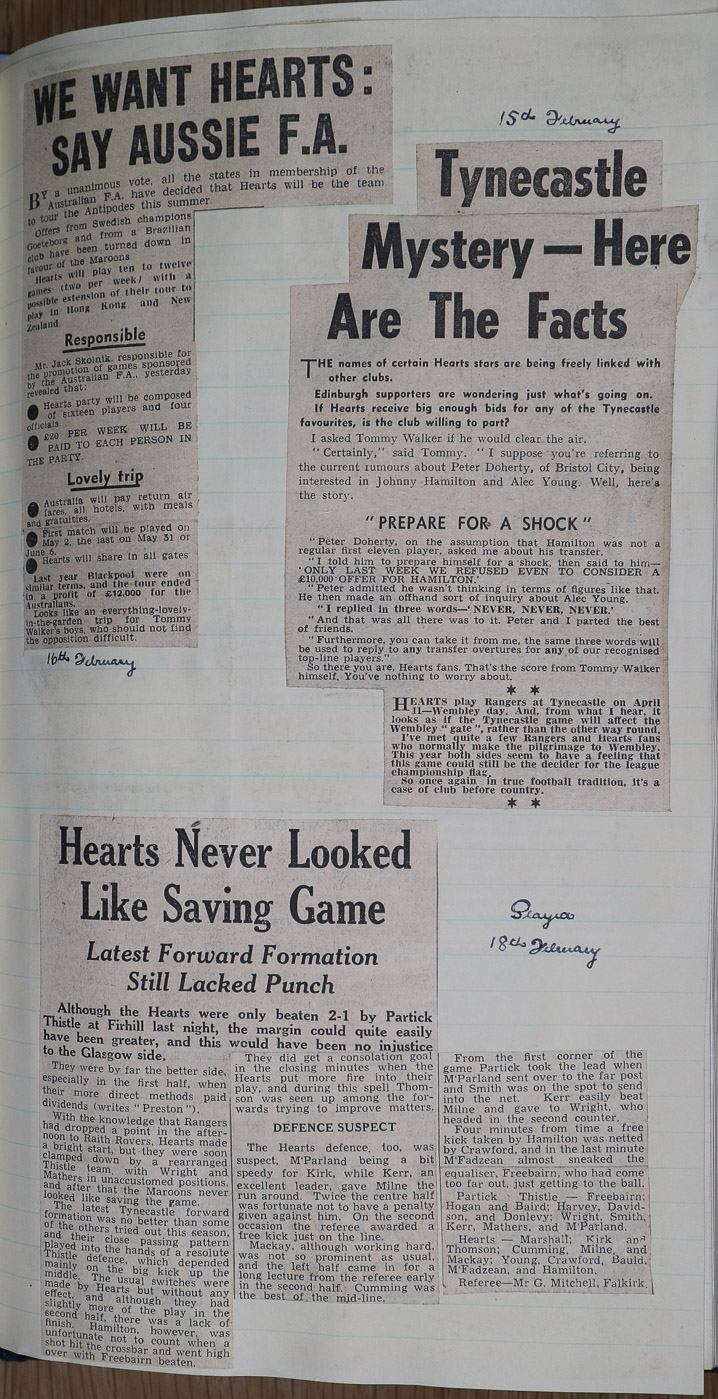 WE WANT HEARTS:
SAY AUSSIE F.A.
BY a unanimous vote, all the states in membership of the
Australian F.A. have decided that Hearts will be the team
to tour the Antipodes this summer
Offers from Swedish champions
Goeteborg and from a Brazilian
club have been turned down in
favour of the Maroons
Hearts will play ten to twelve
games (two per week) with a
possible extension of their tour to
play in Hong Kong and New
Zealand.
Responsible
Mr. Jack Skolnik, responsible for
the promotion of games sponsored
by the Australian F.A., yesterday
revealed that:
● Hearts party will be composed
of sixteen players and four
officials
● £20 PER WEEK WILL BE
PAID TO EACH PERSON IN
THE PARTY.
Lovely trip
● Australia will pay return air
fares, all hotels, with meals
and gratuities.
● First match will be played on
May 2, the last on May 31 or
June 6.
● Hearts will share in all gates
Last year Blackpool were on
similar terms, and the tour ended
in a profit of £12,000 for the
Australians.
Looks like an everything-lovely-
in-the-garden trip for Tommy
Walker's boys, who should not find
the opposition difficult.
16th February
15th February
Tynecastle
Mystery — Here
Are The Facts
THE names of certain Hearts stars are being freely linked with
other clubs.
Edinburgh supporters are wondering just what's going on.
If Hearts receive big enough bids for any of the Tynecastle
favourites, is the club willing to part?
I asked Tommy Walker if he would clear the air.
"Certainly," said Tommy. "I suppose you're referring to
the current rumours about Peter Doherty, of Bristol City, being
interested in Johnny Hamilton and Alec Young. Well, here's
the story.
"PREPARE FOR A SHOCK"
"Peter Doherty, on the assumption that Hamilton was not a
regular first eleven player, asked me about his transfer.
"I told him to prepare himself for a shock, then said to him—
'ONLY LAST WEEK WE REFUSED EVEN TO CONSIDER A
£10,000 OFFER FOR HAMILTON.'
"Peter admitted he wasn't thinking in terms of figures like that.
He then made an offhand sort of inquiry about Alec Young.
"I replied in three words—'NEVER, NEVER, NEVER.'
"And that was all there was to it. Peter and I parted the best
of friends.
"Furthermore, you can take it from me, the same three words will
be used to reply to any transfer overtures for any of our recognised
top-line players."
So there you are, Hearts fans. That's the score from Tommy Walker
himself. You've nothing to worry about.
* *
HEARTS play Rangers at Tynecastle on April
11—Wembley day. And, from what I hear, it
looks as if the Tynecastle game will affect the
Wembley "gate", rather than the other way round.
I've met quite a few Rangers and Hearts fans
who normally make the pilgrimage to Wembley.
This year both sides seem to have a feeling that
this game could still be the decider for the league
championship flag.
So once again, in true football tradition, it's a
case of club before country.
* *
Hearts Never Looked
Like Saving Game
Latest Forward Formation
Still Lacked Punch
Although the Hearts were only beaten 2-1 by Partick
Thistle at Firhill last night, the margin could quite easily
have been greater, and this would have been no injustice
to the Glasgow side.
They were by far the better side,
especially in the first half, when
their more direct methods paid
dividends (writes "Preston").
With the knowledge that Rangers
had dropped a point in the after-
noon to Raith Rovers, Hearts made
a bright start, but they were soon
clamped down by a rearranged
Thistle team, with Wright and
Mathers in unaccustomed positions,
and after that the Maroons never
looked like saving the game.
The latest Tynecastle forward
formation was no better than some
of the others tried out this season,
and their close passing pattern
played into the hands of a resolute
Thistle defence, which depended
mainly on the big kick up the
middle. The usual switches were
made by Hearts but without any
effect, and although they had
slightly more of the play in the
second half, there was a lack of
finish. Hamilton, however, was
unfortunate not to count when a
shot hit the crossbar and went high
over with Freebairn beaten.
They did get a consolation goal
in the closing minutes when the
Hearts put more fire into their
play, and during this spell Thom-
son was seen up among the for-
wards trying to improve matters.
DEFENCE SUSPECT
The Hearts defence, too, was
suspect, M'Parland being a bit
speedy for Kirk, while Kerr, an
excellent leader, gave Milne the
run around. Twice the centre half
was fortunate not to have a penalty
given against him. On the second
occasion the referee awarded a
free kick just on the line.
Mackay, although working hard,
was not so prominent as usual,
and the left half came in for a
long lecture from the referee early
in the second half. Cumming was
the best of the mid-line.
18th February
From the first corner of the
game Partick took the lead when
M'Parland sent over to the far post
and Smith was on the spot to send
into the net. Kerr easily beat
Milne and gave to Wright, who
headed in the second counter.
Four minutes from time a free
kick taken by Hamilton was netted
by Crawford, and in the last minute
M'Fadzean almost sneaked the
equaliser, Freebairn, who had come
too far out, just getting to the ball.
Partick Thistle — Freebairn;
Hogan and Baird; Harvey, David-
son, and Donley; Wright, Smith,
Kerr, Mathers, and M'Parland.
Hearts — Marshall; Kirk and
Thomson; Cumming, Milne, and
Mackay; Young, Crawford, Bauld,
M'Fadzean, and Hamilton.
Referee—Mr G. Mitchell, Falkirk.